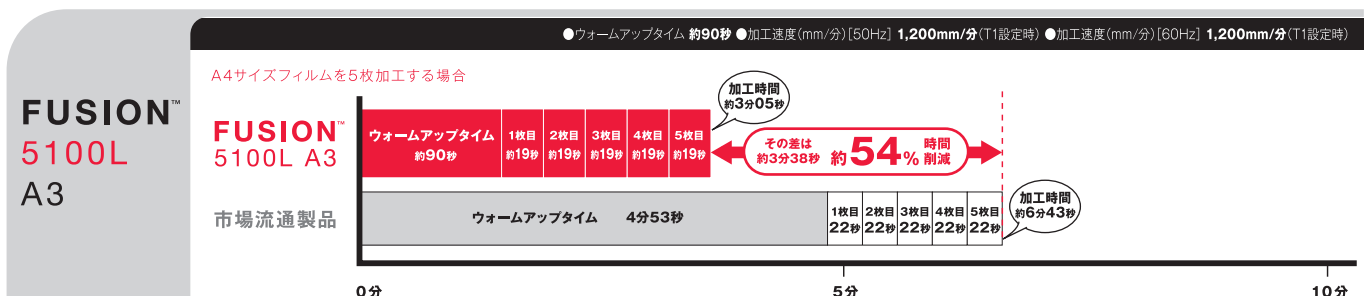 ●ウォームアップタイム 約90秒 ●加工速度(mm/分)[50Hz] 1,200mm/分(T1設定時) ●加工速度(mm/分)[60Hz] 1,200mm/分(T1設定時)
FUSION™
5100L
A3
A4サイズフィルムを5枚加工する場合
FUSION™
5100L A3
ウォームアップタイム
約90秒
1枚目
約19秒
2枚目
約19秒
3枚目
約19秒
4枚目
約19秒
5枚目
約19秒
加工時間
約3分05秒
その差は
約3分38秒
約54%
時間
削減
市場流通製品
ウォームアップタイム 4分53秒
1枚目
22秒
2枚目
22秒
3枚目
22秒
4枚目
22秒
5枚目
22秒
加工時間
約6分43秒
0分
5分
10分